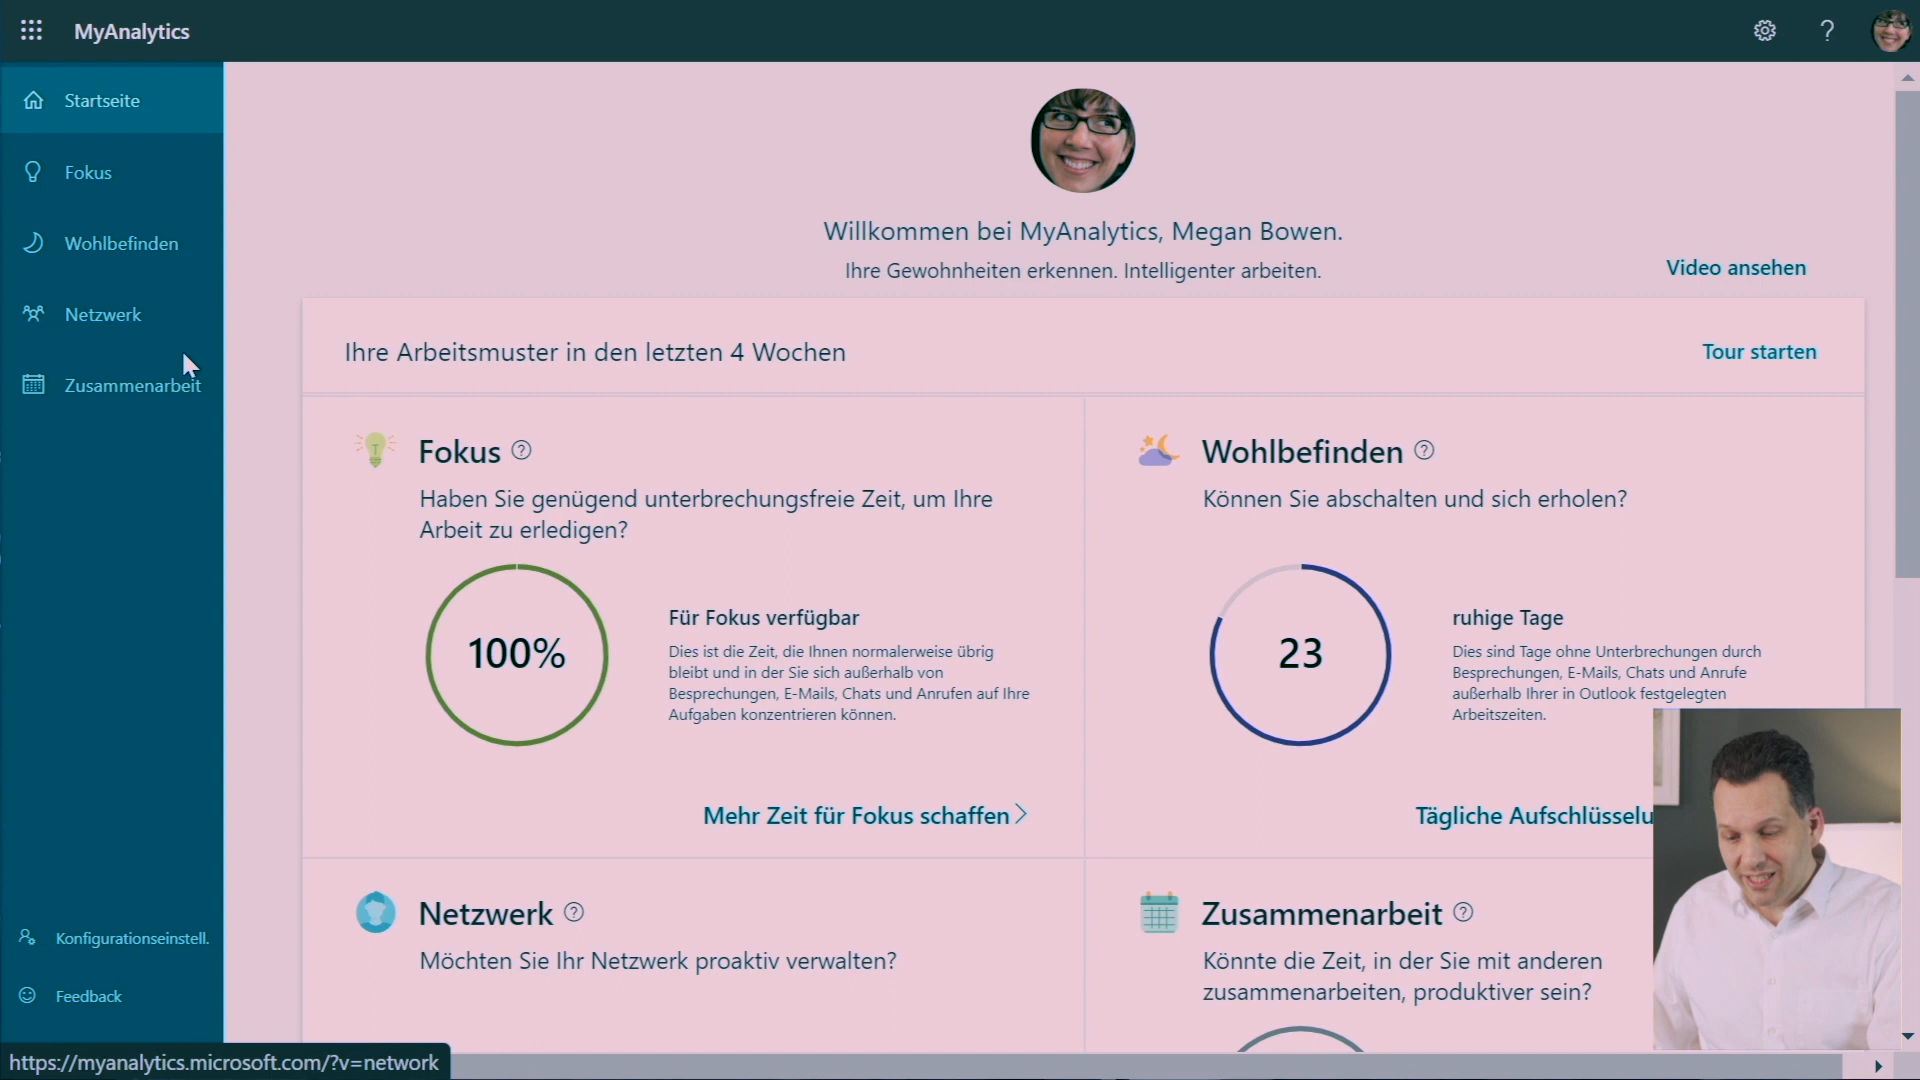 MyAnalytics
?
Startseite
Fokus
Wohlbefinden
Netzwerk
Zusammenarbeit
Konfigurationseinstell.
Feedback
Willkommen bei MyAnalytics, Megan Bowen.
Ihre Gewohnheiten erkennen. Intelligenter arbeiten.
Video ansehen
Ihre Arbeitsmuster in den letzten 4 Wochen
Tour starten
Fokus ?
Haben Sie genügend unterbrechungsfreie Zeit, um Ihre
Arbeit zu erledigen?
100%
Für Fokus verfügbar
Dies ist die Zeit, die Ihnen normalerweise übrig
bleibt und in der Sie sich außerhalb von
Besprechungen, E-Mails, Chats und Anrufen auf Ihre
Aufgaben konzentrieren können.
Mehr Zeit für Fokus schaffen
Wohlbefinden ?
Können Sie abschalten und sich erholen?
23
ruhige Tage
Dies sind Tage ohne Unterbrechungen durch
Besprechungen, E-Mails, Chats und Anrufe
außerhalb Ihrer in Outlook festgelegten
Arbeitszeiten.
Tägliche Aufschlüsselu
Netzwerk ?
Möchten Sie Ihr Netzwerk proaktiv verwalten?
Zusammenarbeit ?
Könnte die Zeit, in der Sie mit anderen
zusammenarbeiten, produktiver sein?
https://myanalytics.microsoft.com/?v=network